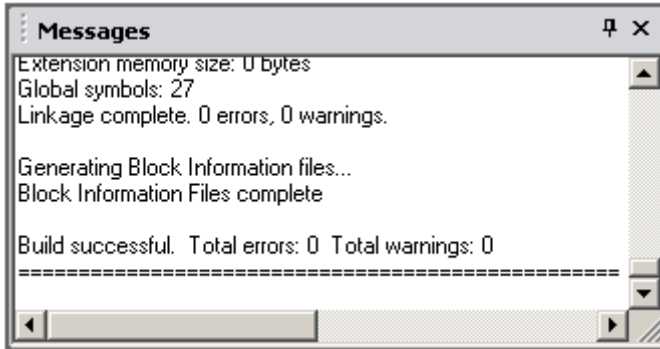 Messages
Extension memory size: 0 bytes
Global symbols: 27
Linkage complete. 0 errors, 0 warnings.
Generating Block Information files...
Block Information Files complete
Build successful.  Total errors: 0  Total warnings: 0
==================================================